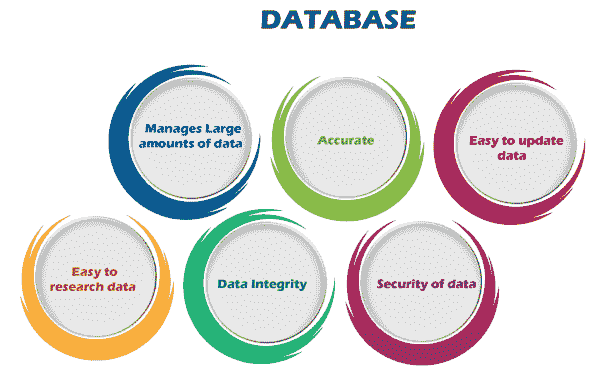 DATABASE
Manages Large
amounts of data
Accurate
Easy to update
data
Easy to
research data
Data Integrity
Security of data